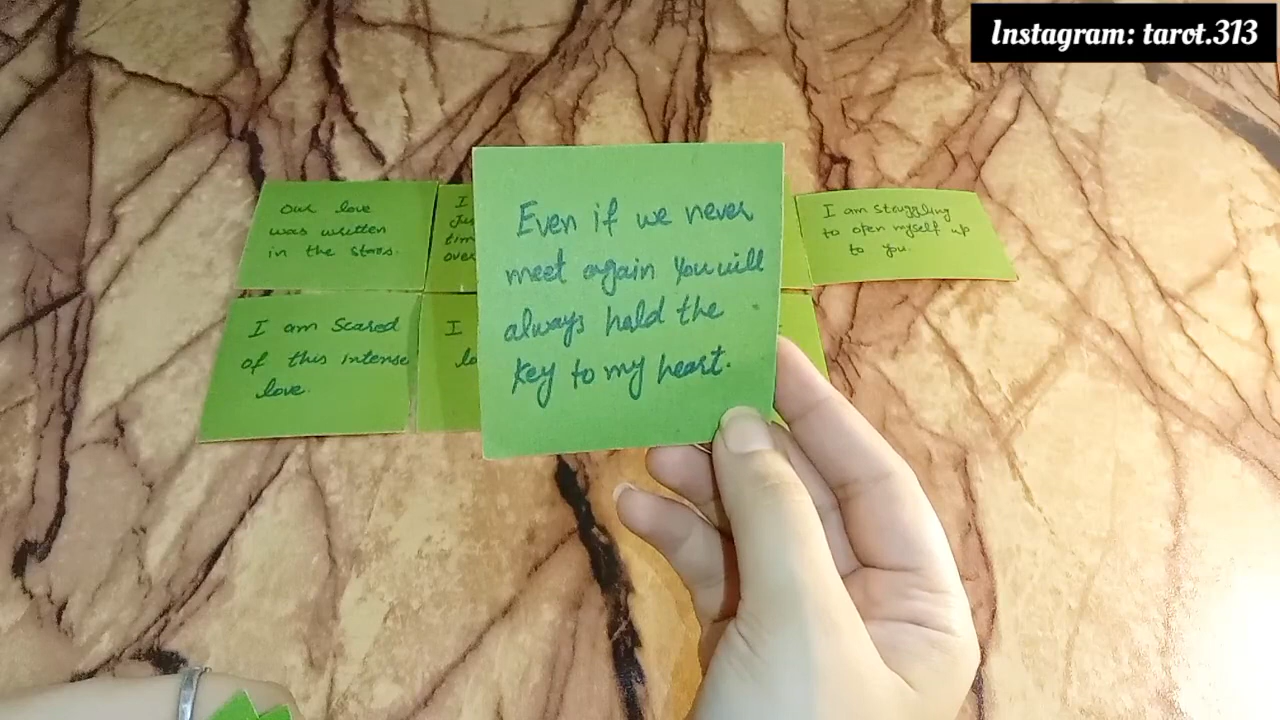 Instagram: tarot.313
Our love
was written
in the stars.
I
time
over
Even if we never
meet again You will
always hold the
key to my heart.
I am struggling
to open myself up
to you.
I am Scared
of this intense
love.
I